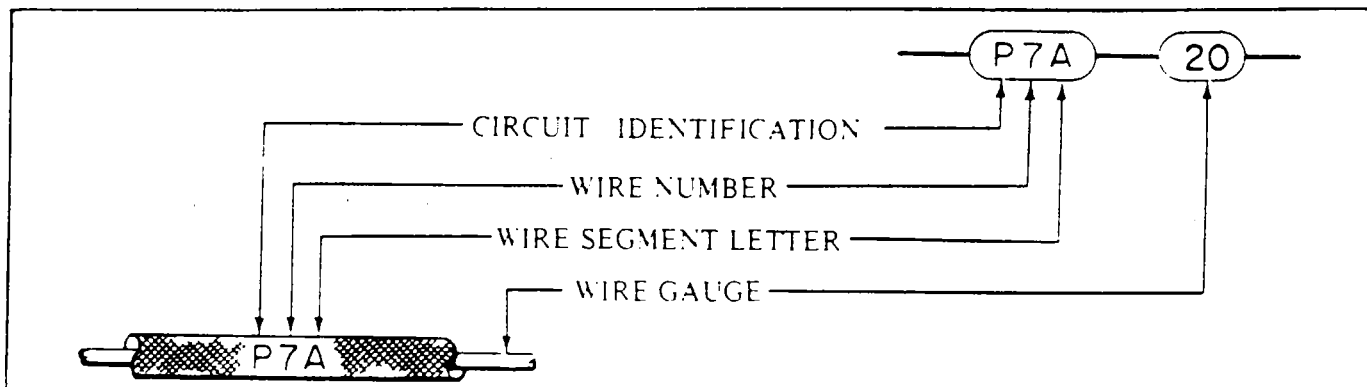 P7A 20
CIRCUIT IDENTIFICATION
WIRE NUMBER
WIRE SEGMENT LETTER
WIRE GAUGE
P7A